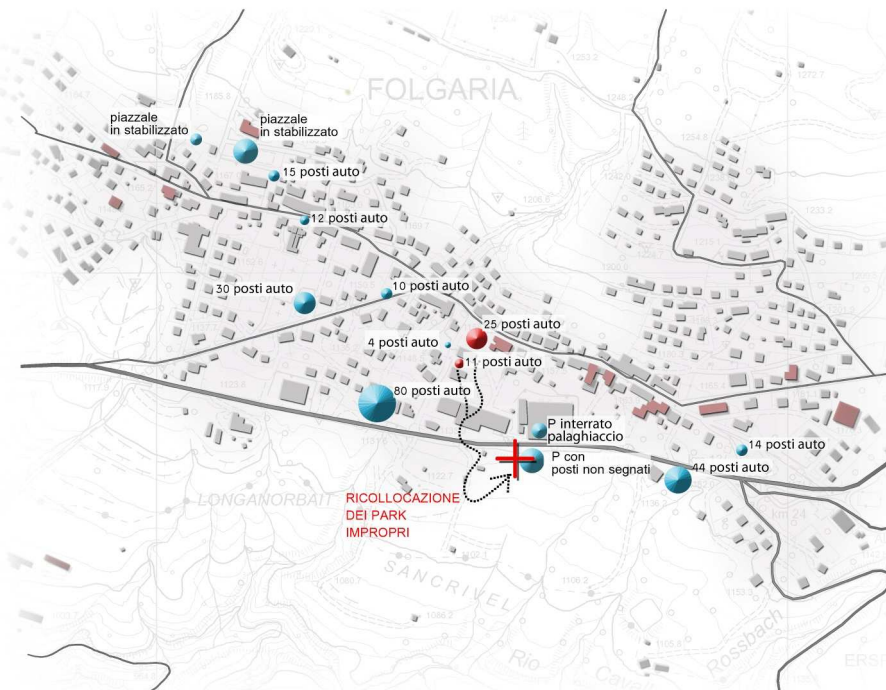 FOLGARIA
piazzale
in stabilizzato
piazzale
in stabilizzato
15 posti auto
12 posti auto
30 posti auto
10 posti auto
25 posti auto
4 posti auto
11 posti auto
80 posti auto
P interrato
palaghiaccio
14 posti auto
P con
posti non segnati
44 posti auto
LONGANORBAIT
RICOLLOCAZIONE
DEI PARK
IMPROPRI
km 24
SANCRIVEL
Rio
Rossbach